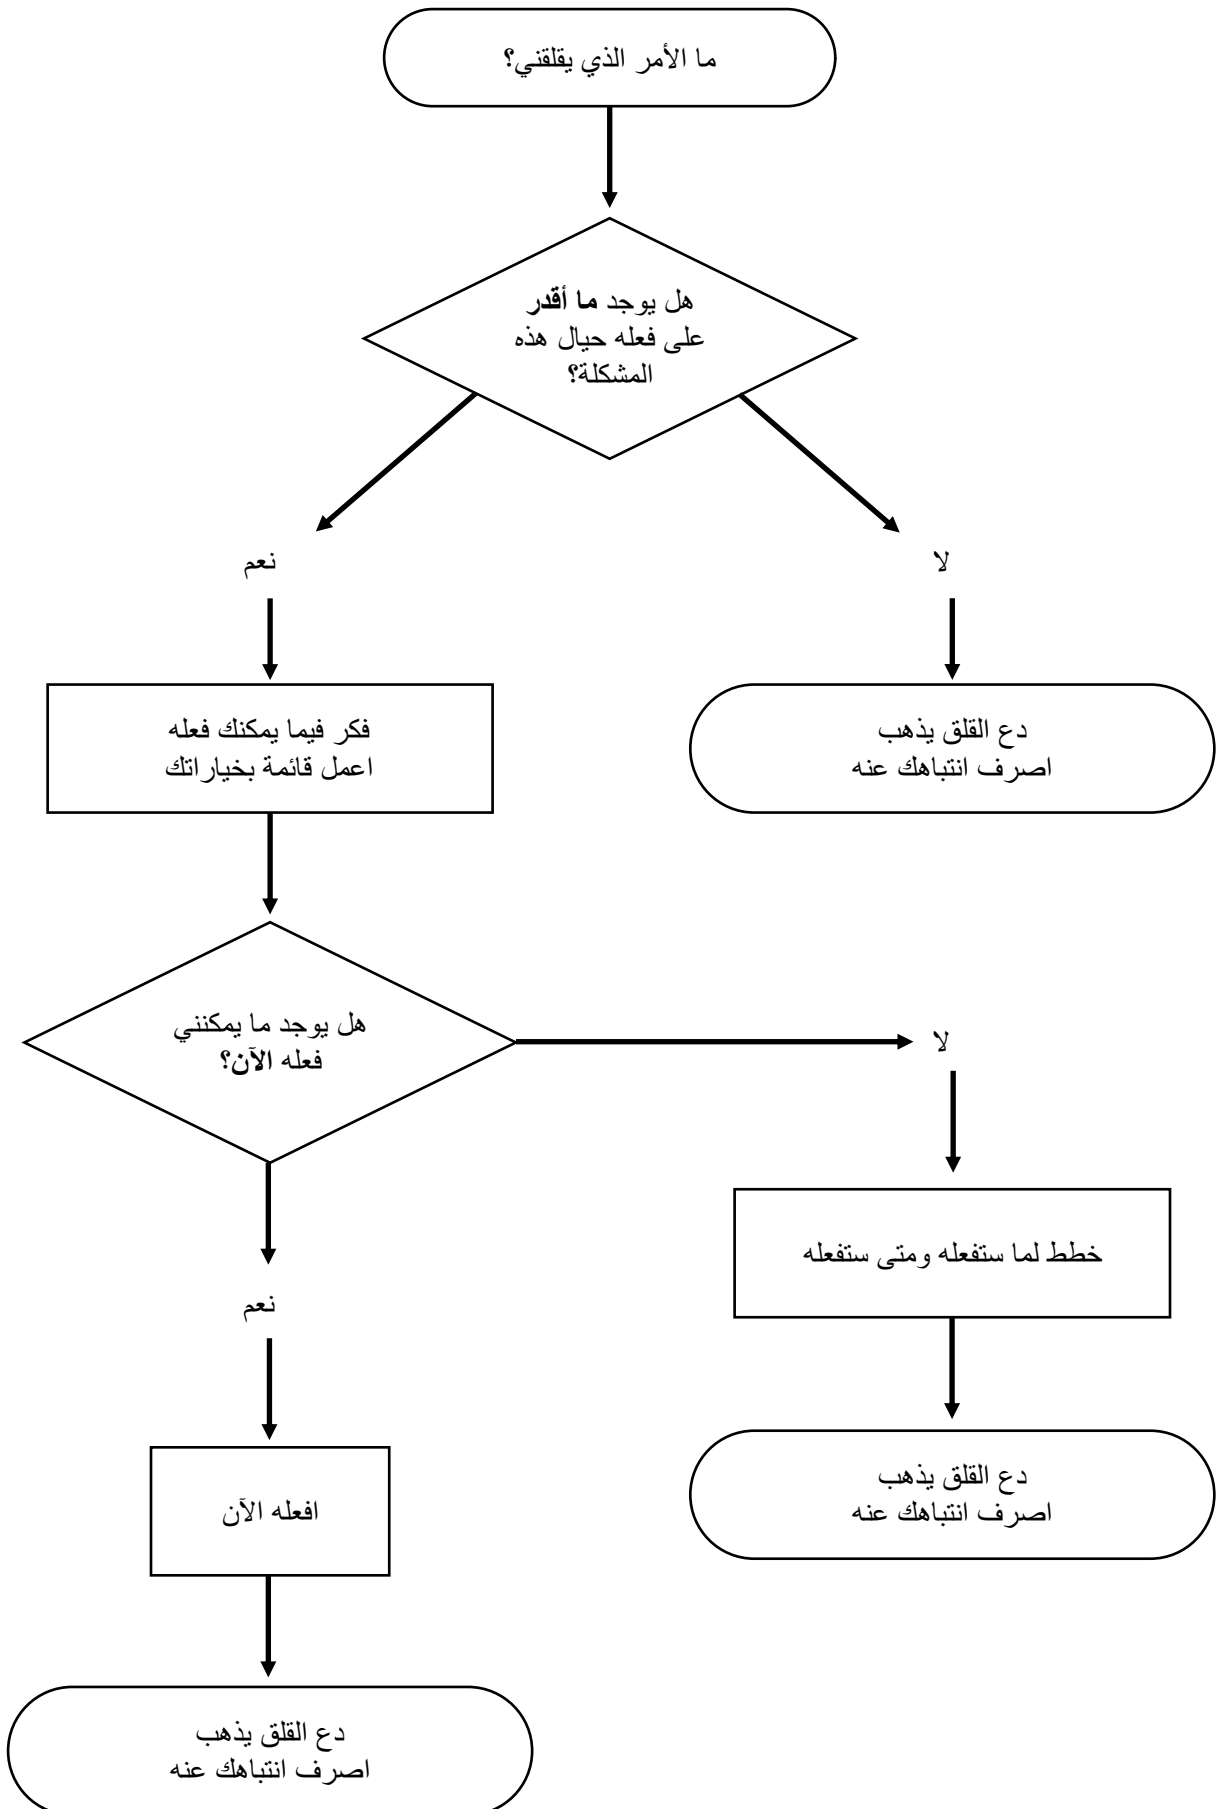 ما الأمر الذي يقلقني؟
هل يوجد ما أقدر
على فعله حيال هذه
المشكلة؟
نعم
لا
فكر فيما يمكنك فعله
اعمل قائمة بخياراتك
دع القلق يذهب
اصرف انتباهك عنه
هل يوجد ما يمكنني
فعله الآن؟
لا
خطط لما ستفعله ومتى ستفعله
نعم
دع القلق يذهب
اصرف انتباهك عنه
افعله الآن
دع القلق يذهب
اصرف انتباهك عنه